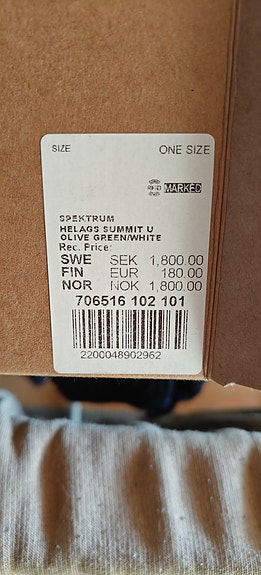 SIZE ONE SIZE
RFID MARKED
SPEKTRUM
HELAGS SUMMIT U
OLIVE GREEN/WHITE
Rec. Price:
SWE SEK 1,800.00
FIN EUR 180.00
NOR NOK 1,800.00
706516 102 101
2200048902962